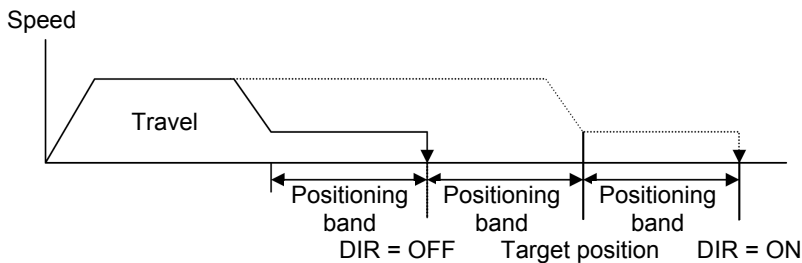 Speed
Travel
Positioning Positioning Positioning
band band band
DIR = OFF Target position DIR = ON